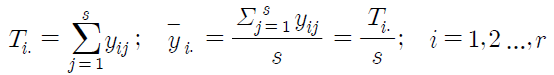 T_{i.} = \sum_{j=1}^{s} y_{ij} ; \bar{y}_{i.} = \frac{\Sigma_{j=1}^{s} y_{ij}}{s} = \frac{T_{i.}}{s} ; i = 1,2 ..., r